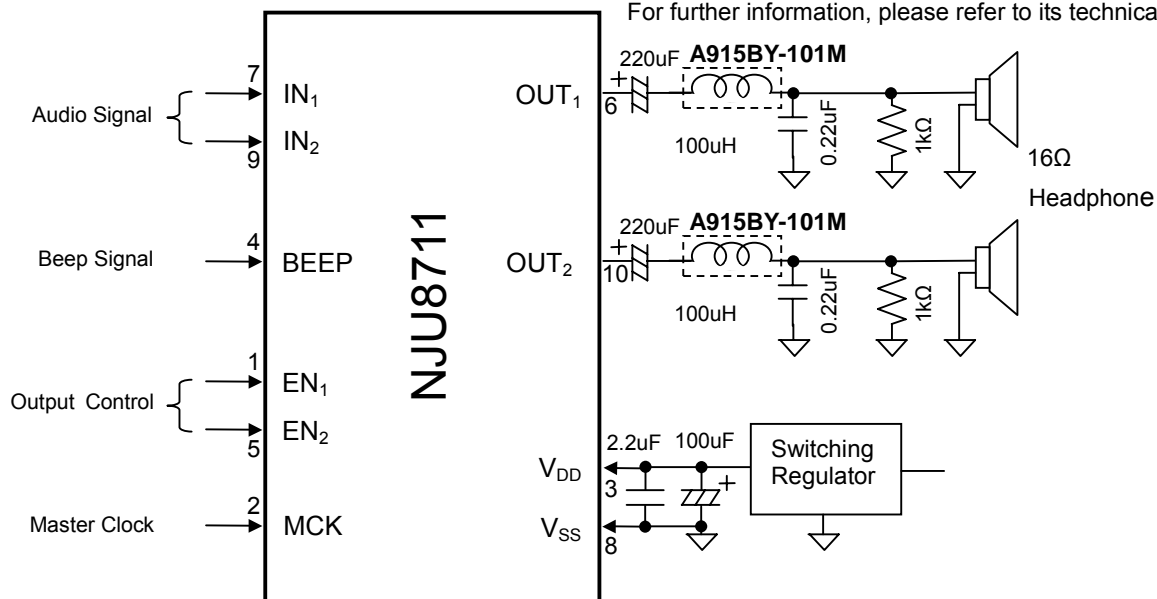 For further information, please refer to its technica
A915BY-101M
220uF
7
IN₁
OUT₁
6
Audio Signal
100uH
0.22uF
1kΩ
16Ω
IN₂
9
Headphone
A915BY-101M
220uF
4
Beep Signal
BEEP
OUT₂
10
100uH
0.22uF
1kΩ
NJU8711
1
EN₁
Output Control
EN₂
5
2.2uF
100uF
Switching
Regulator
V_DD
3
+
2
Master Clock
MCK
V_SS
8